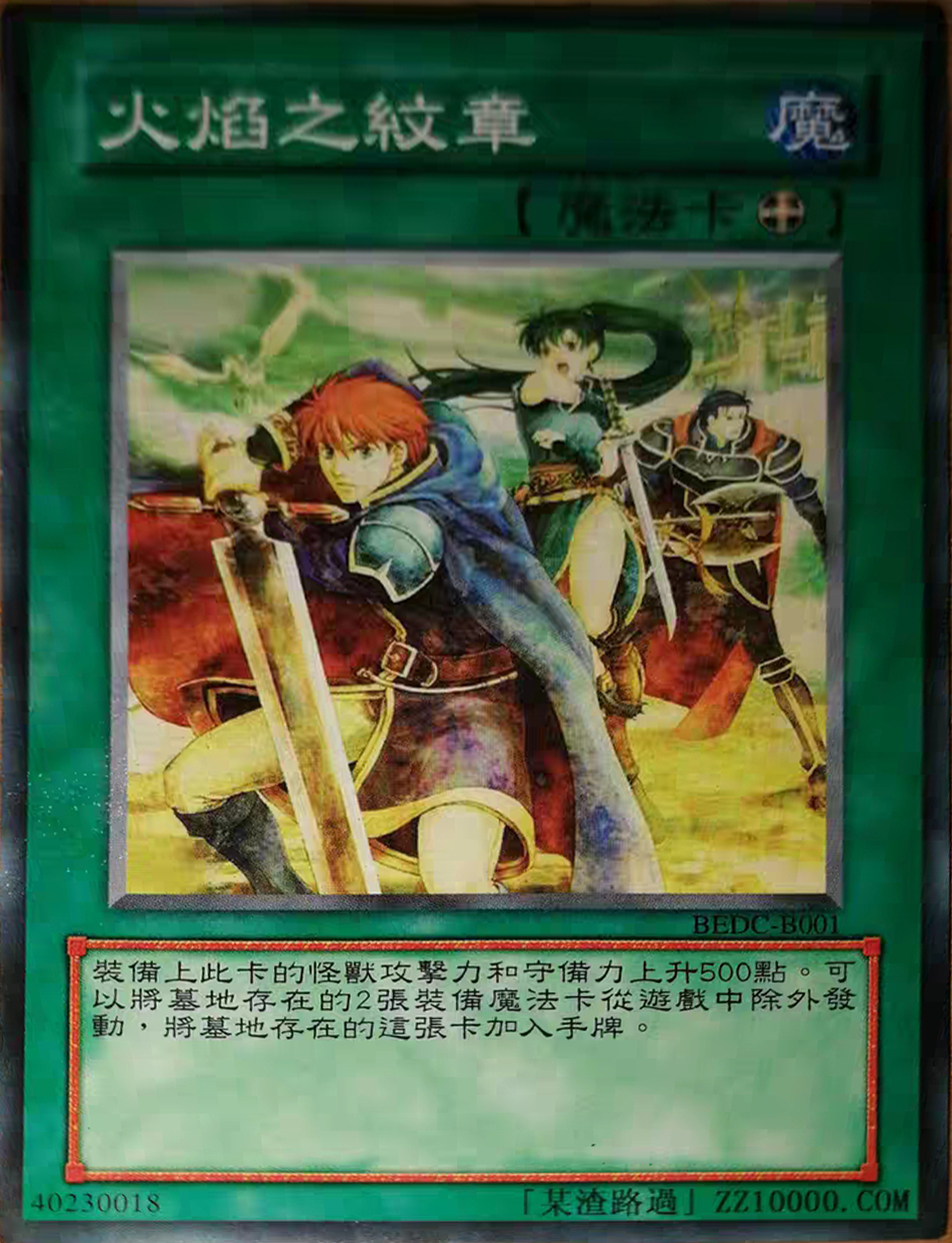 火焰之紋章
魔
【魔法卡】
BEDC-B001
裝備上此卡的怪獸攻擊力和守備力上升500點。可
以將墓地存在的2張裝備魔法卡從遊戲中除外發
動，將墓地存在的這張卡加入手牌。
40230018
「某渣路過」ZZ10000.COM